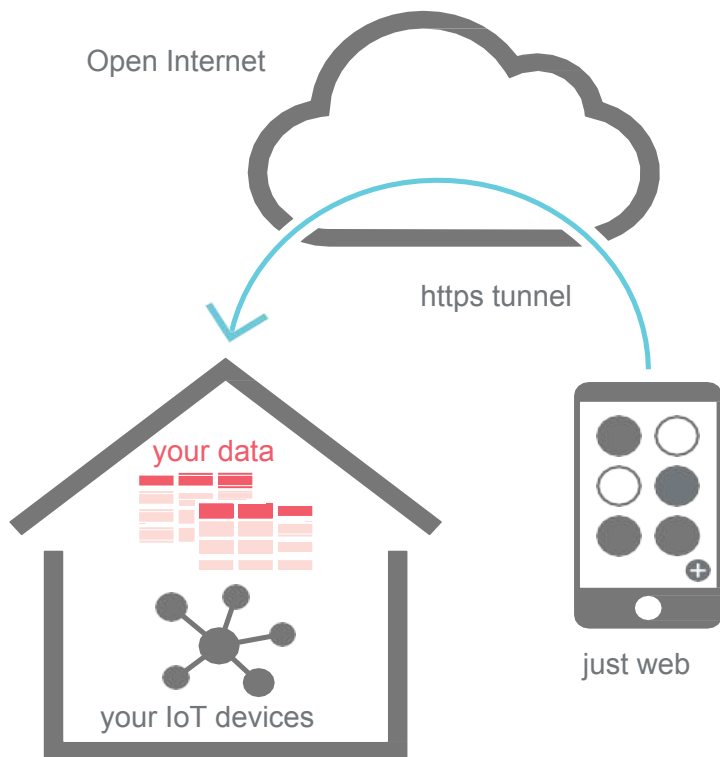 Open Internet
https tunnel
your data
your IoT devices
just web